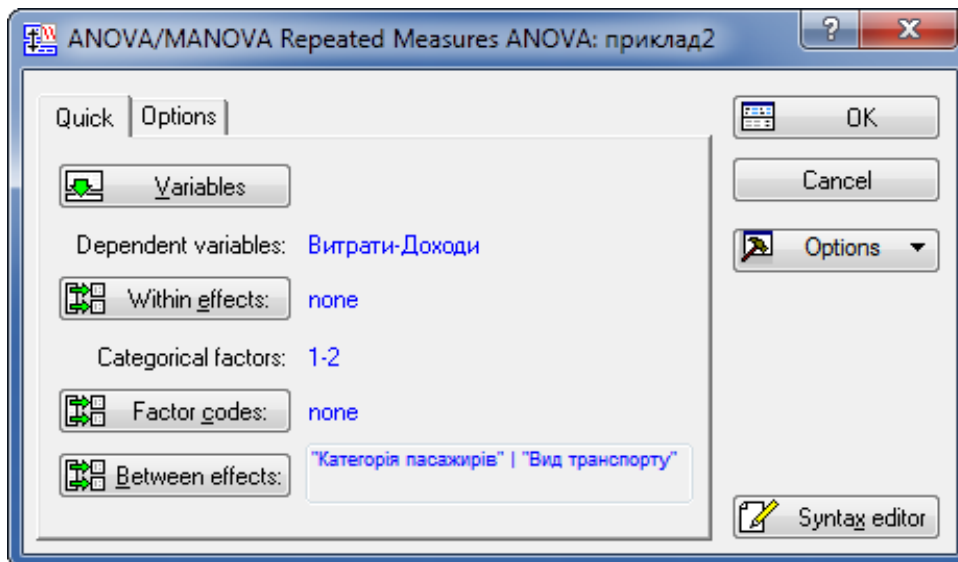 ANOVA/MANOVA Repeated Measures ANOVA: приклад2
Quick
Options
OK
Variables
Cancel
Dependent variables: Витрати-Доходи
Options
Within effects: none
Categorical factors: 1-2
Factor codes: none
Between effects: "Категорія пасажирів" | "Вид транспорту"
Syntax editor